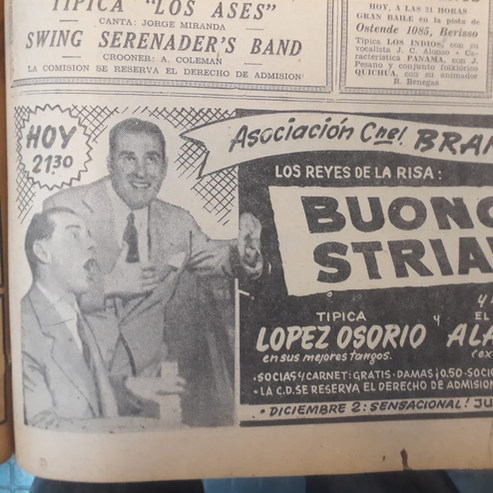 TIPICA "LOS ASES"
CANTA: JORGE MIRANDA
SWING SERENADER'S BAND
CROONER: A. COLEMAN
LA COMISION SE RESERVA EL DERECHO DE ADMISION
HOY, A LAS 21 HORAS
GRAN BAILE en la pista de
Ostende 1085, Berisso
Típica LOS INDIOS, con su
vocalista J. C. Alonso - Ca-
racterística PANAMA, con J.
Pesano y conjunto folklórico
QUICHUA, con su animador
R. Benegas
HOY
21.30
Asociación Cnel. BRAN
LOS REYES DE LA RISA:
BUONO
STRIA
TIPICA
LOPEZ OSORIO y
en sus mejores tangos.
EL
ALA
(ex
·SOCIAS Y CARNET: GRATIS · DAMAS: 0.50 · SOCIO
·LA C.D. SE RESERVA EL DERECHO DE ADMISION
·DICIEMBRE 2: SENSACIONAL! JU